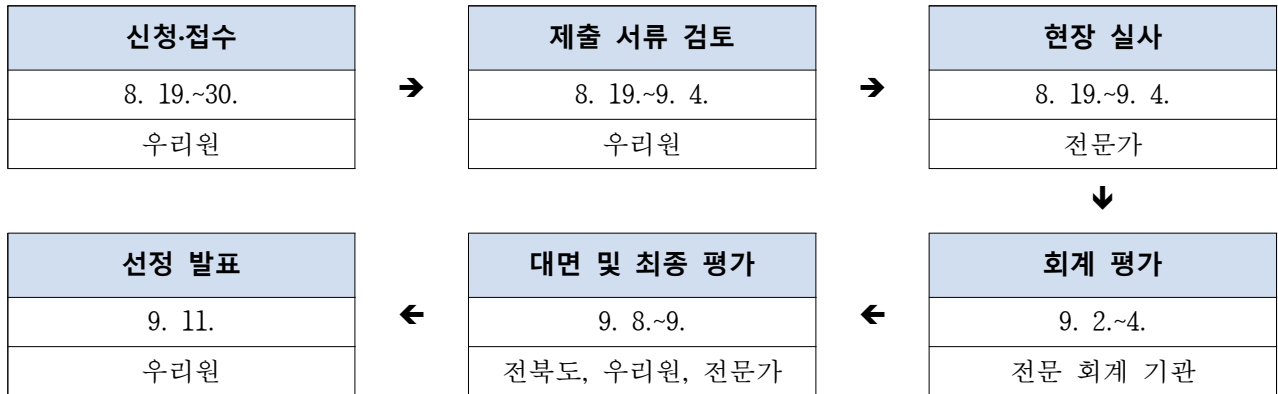 신청·접수
8. 19.~30.
우리원
➔
제출 서류 검토
8. 19.~9. 4.
우리원
➔
현장 실사
8. 19.~9. 4.
전문가
🡻
회계 평가
9. 2.~4.
전문 회계 기관
🡸
대면 및 최종 평가
9. 8.~9.
전북도, 우리원, 전문가
🡸
선정 발표
9. 11.
우리원